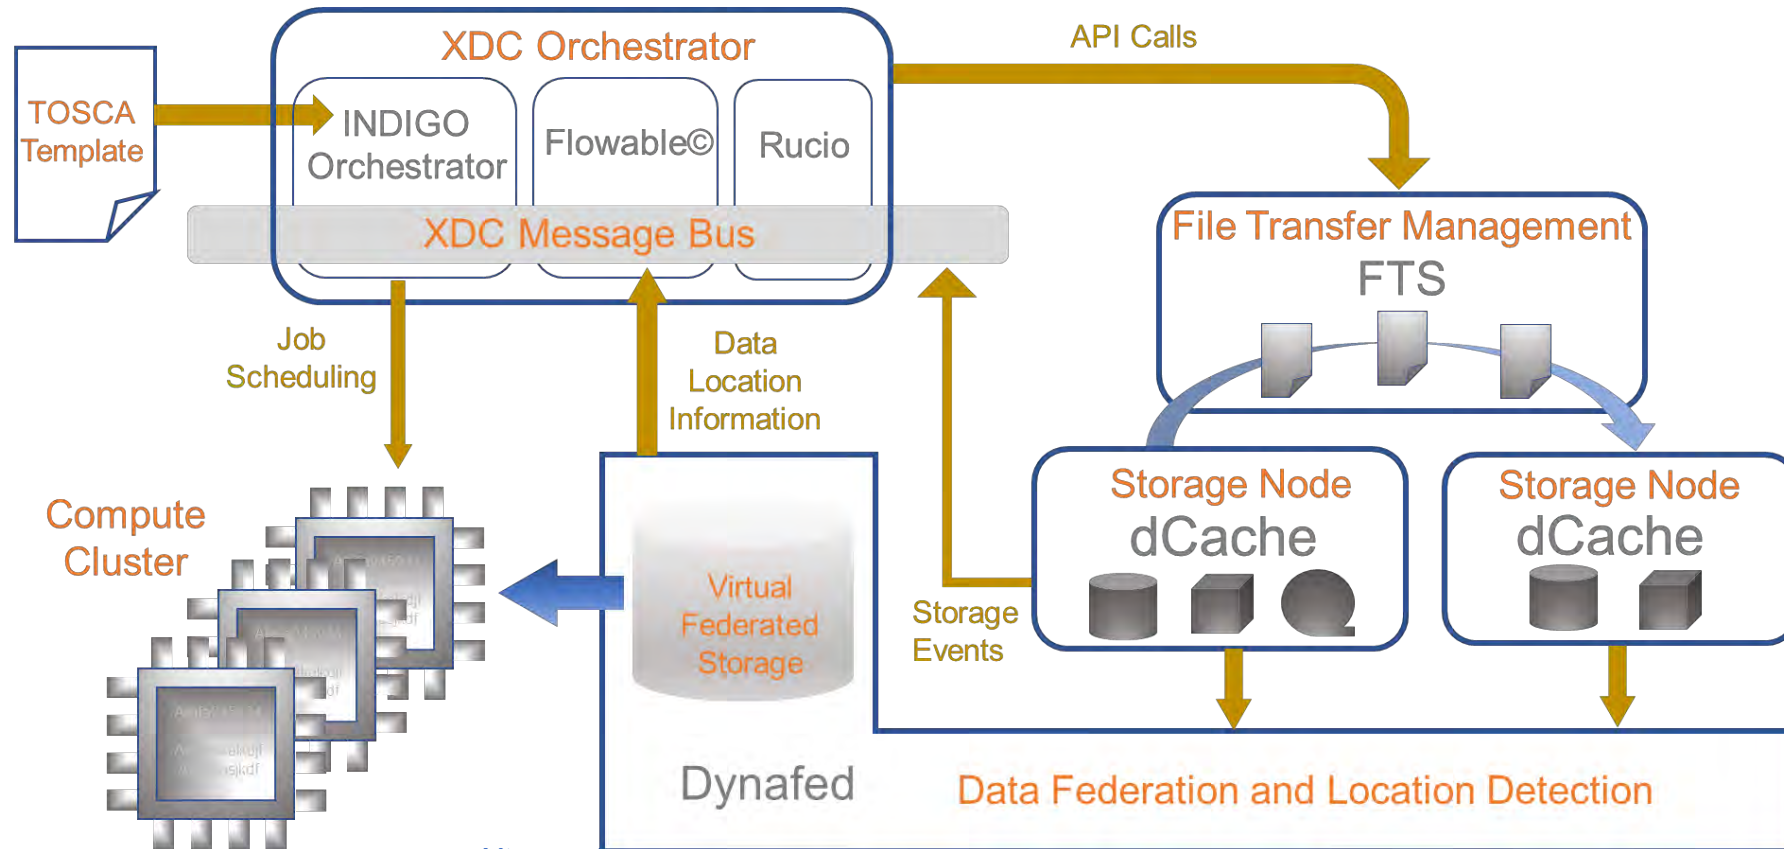 XDC Orchestrator
API Calls
TOSCA
Template
INDIGO
Orchestrator
Flowable©
Rucio
XDC Message Bus
File Transfer Management
FTS
Job
Scheduling
Data
Location
Information
Storage Node
dCache
Storage Node
dCache
Compute
Cluster
Virtual
Federated
Storage
Storage
Events
Dynafed
Data Federation and Location Detection